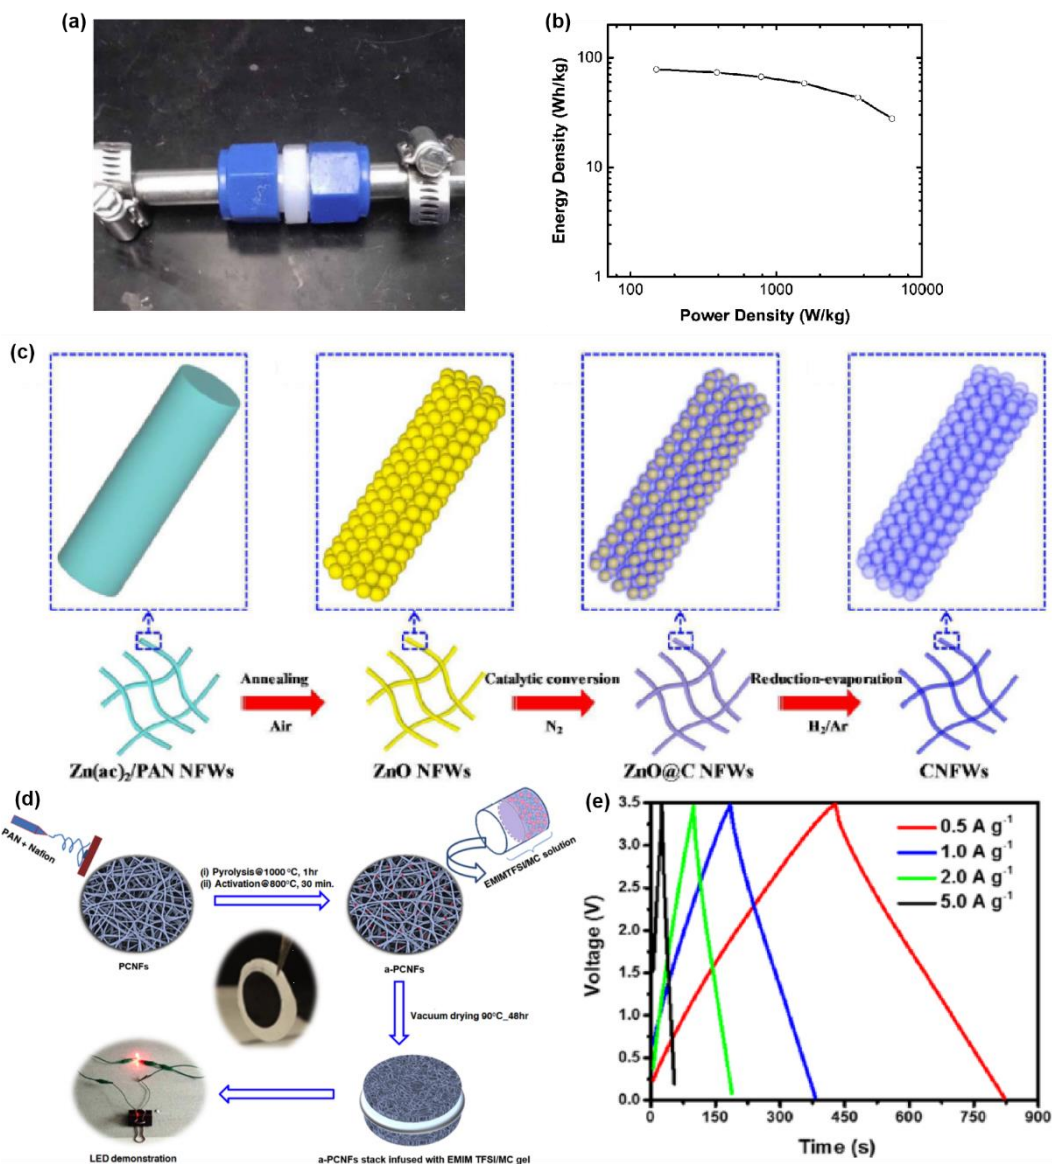 (a)
(b)
Energy Density (Wh/kg)
100
10
1
100
1000
10000
Power Density (W/kg)
(c)
Annealing
Air
Catalytic conversion
N₂
Reduction-evaporation
H₂/Ar
Zn(ac)₂/PAN NFWs
ZnO NFWs
ZnO@C NFWs
CNFWs
(d)
PAN + Nafion
(i) Pyrolysis@1000 °C, 1hr
(ii) Activation@800°C, 30 min.
EMIMTFSI/MC solution
PCNFs
a-PCNFs
Vacuum drying 90°C_48hr
LED demonstration
a-PCNFs stack infused with EMIM TFSI/MC gel
(e)
Voltage (V)
3.5
3.0
2.5
2.0
1.5
1.0
0.5
0.0
0.5 A g⁻¹
1.0 A g⁻¹
2.0 A g⁻¹
5.0 A g⁻¹
0
150
300
450
600
750
900
Time (s)